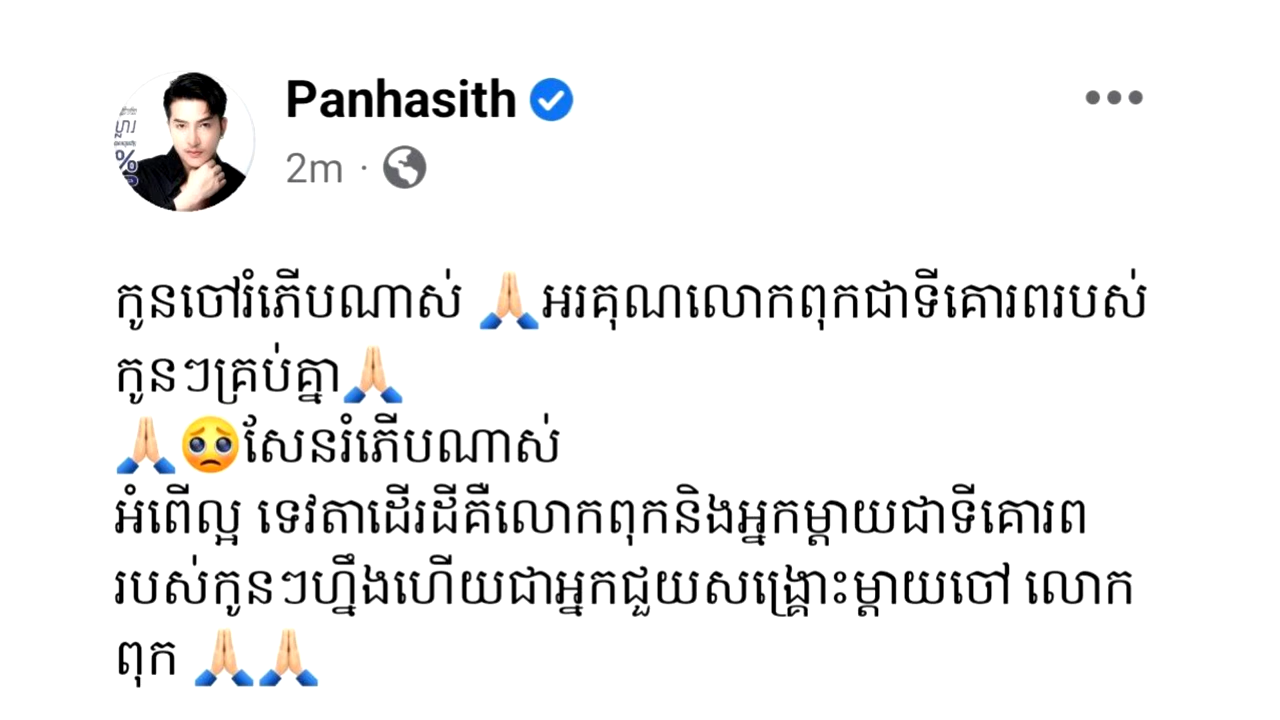 Panhasith
2m ·
កូនចៅរំភើបណាស់ 🙏🏻អរគុណលោកពុកជាទីគោរពរបស់
កូនៗគ្រប់គ្នា🙏🏻
🙏🏻🥺សែនរំភើបណាស់
អំពើល្អ ទេវតាដើរដីគឺលោកពុកនិងអ្នកម្តាយជាទីគោរព
របស់កូនៗហ្នឹងហើយជាអ្នកជួយសង្គ្រោះម្តាយចៅ លោក
ពុក 🙏🏻🙏🏻
%